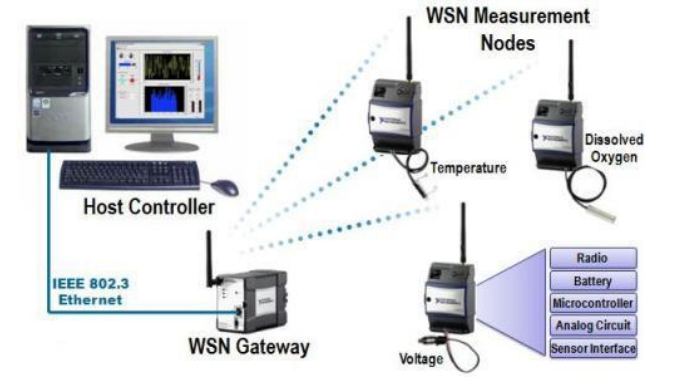 WSN Measurement
Nodes
Dissolved
Oxygen
Temperature
Host Controller
IEEE 802.3
Ethernet
WSN Gateway
Voltage
Radio
Battery
Microcontroller
Analog Circuit
Sensor Interface